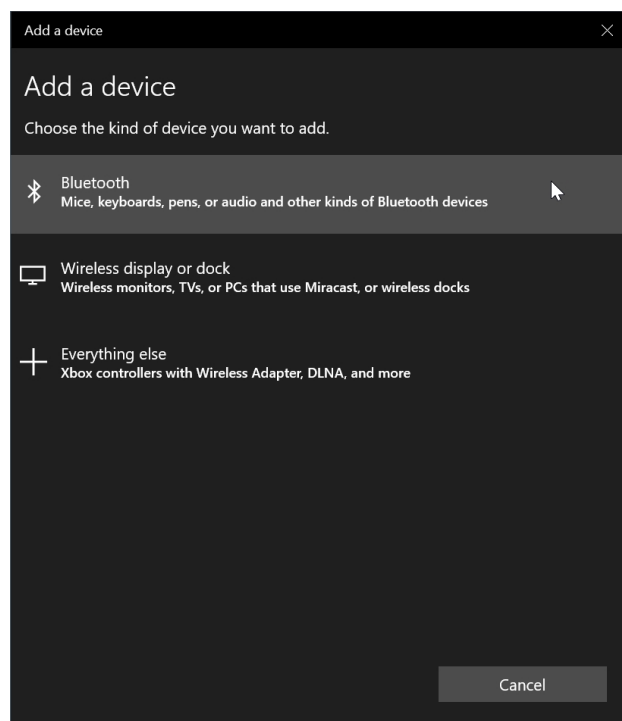 Add a device
Add a device
Choose the kind of device you want to add.
Bluetooth
Mice, keyboards, pens, or audio and other kinds of Bluetooth devices
Wireless display or dock
Wireless monitors, TVs, or PCs that use Miracast, or wireless docks
Everything else
Xbox controllers with Wireless Adapter, DLNA, and more
Cancel